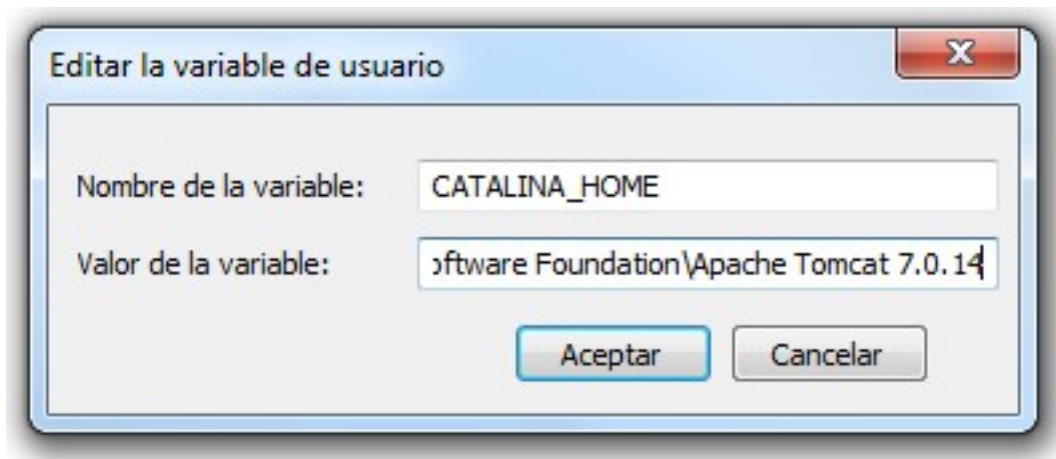 Editar la variable de usuario
Nombre de la variable: CATALINA_HOME
Valor de la variable: Foundation\Apache Tomcat 7.0.14
Aceptar Cancelar